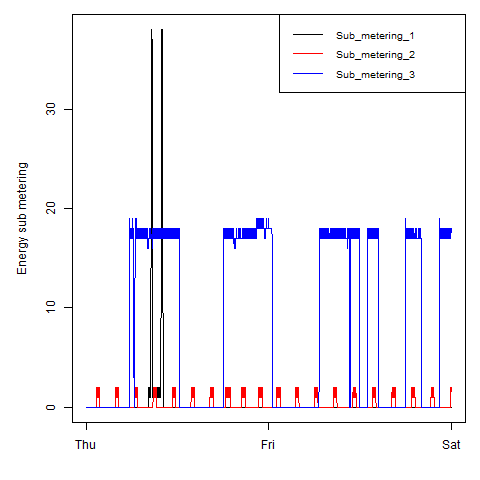 Sub_metering_1
Sub_metering_2
Sub_metering_3
Energy sub metering
30
20
10
0
Thu Fri Sat